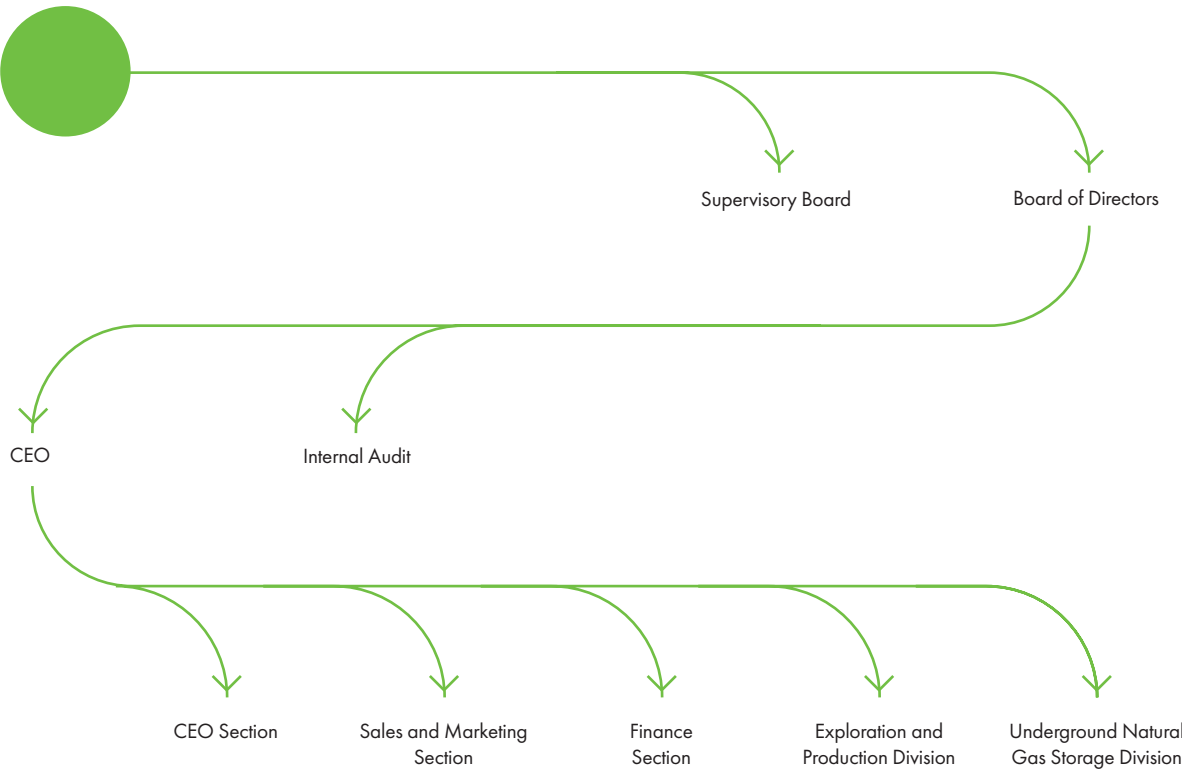 Supervisory Board
Board of Directors
CEO
Internal Audit
CEO Section
Sales and Marketing
Section
Finance
Section
Exploration and
Production Division
Underground Natural
Gas Storage Division